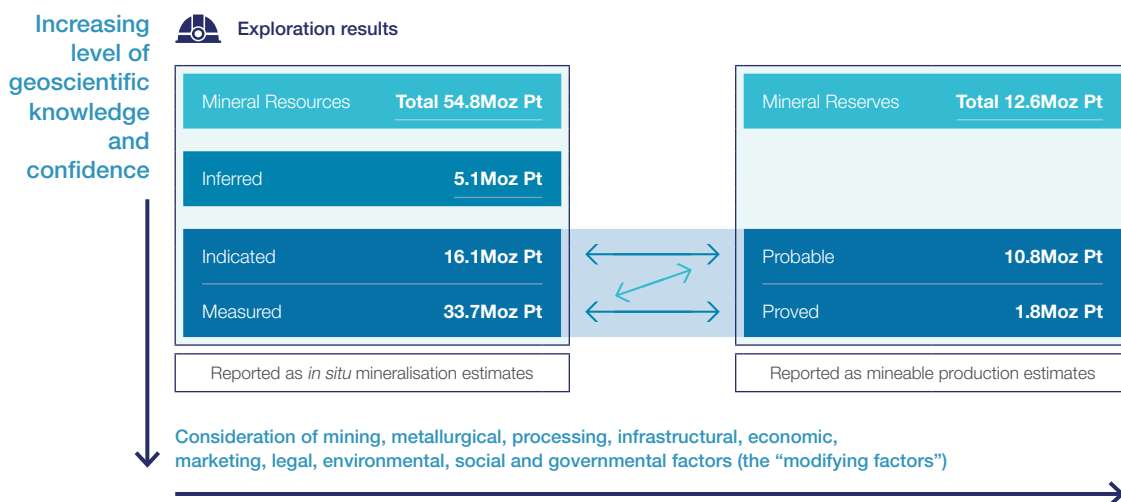 Increasing
level of
geoscientific
knowledge
and
confidence
Exploration results
Mineral Resources Total 54.8Moz Pt
Inferred 5.1Moz Pt
Indicated 16.1Moz Pt
Measured 33.7Moz Pt
Reported as in situ mineralisation estimates
Mineral Reserves Total 12.6Moz Pt
Probable 10.8Moz Pt
Proved 1.8Moz Pt
Reported as mineable production estimates
Consideration of mining, metallurgical, processing, infrastructural, economic,
marketing, legal, environmental, social and governmental factors (the “modifying factors”)